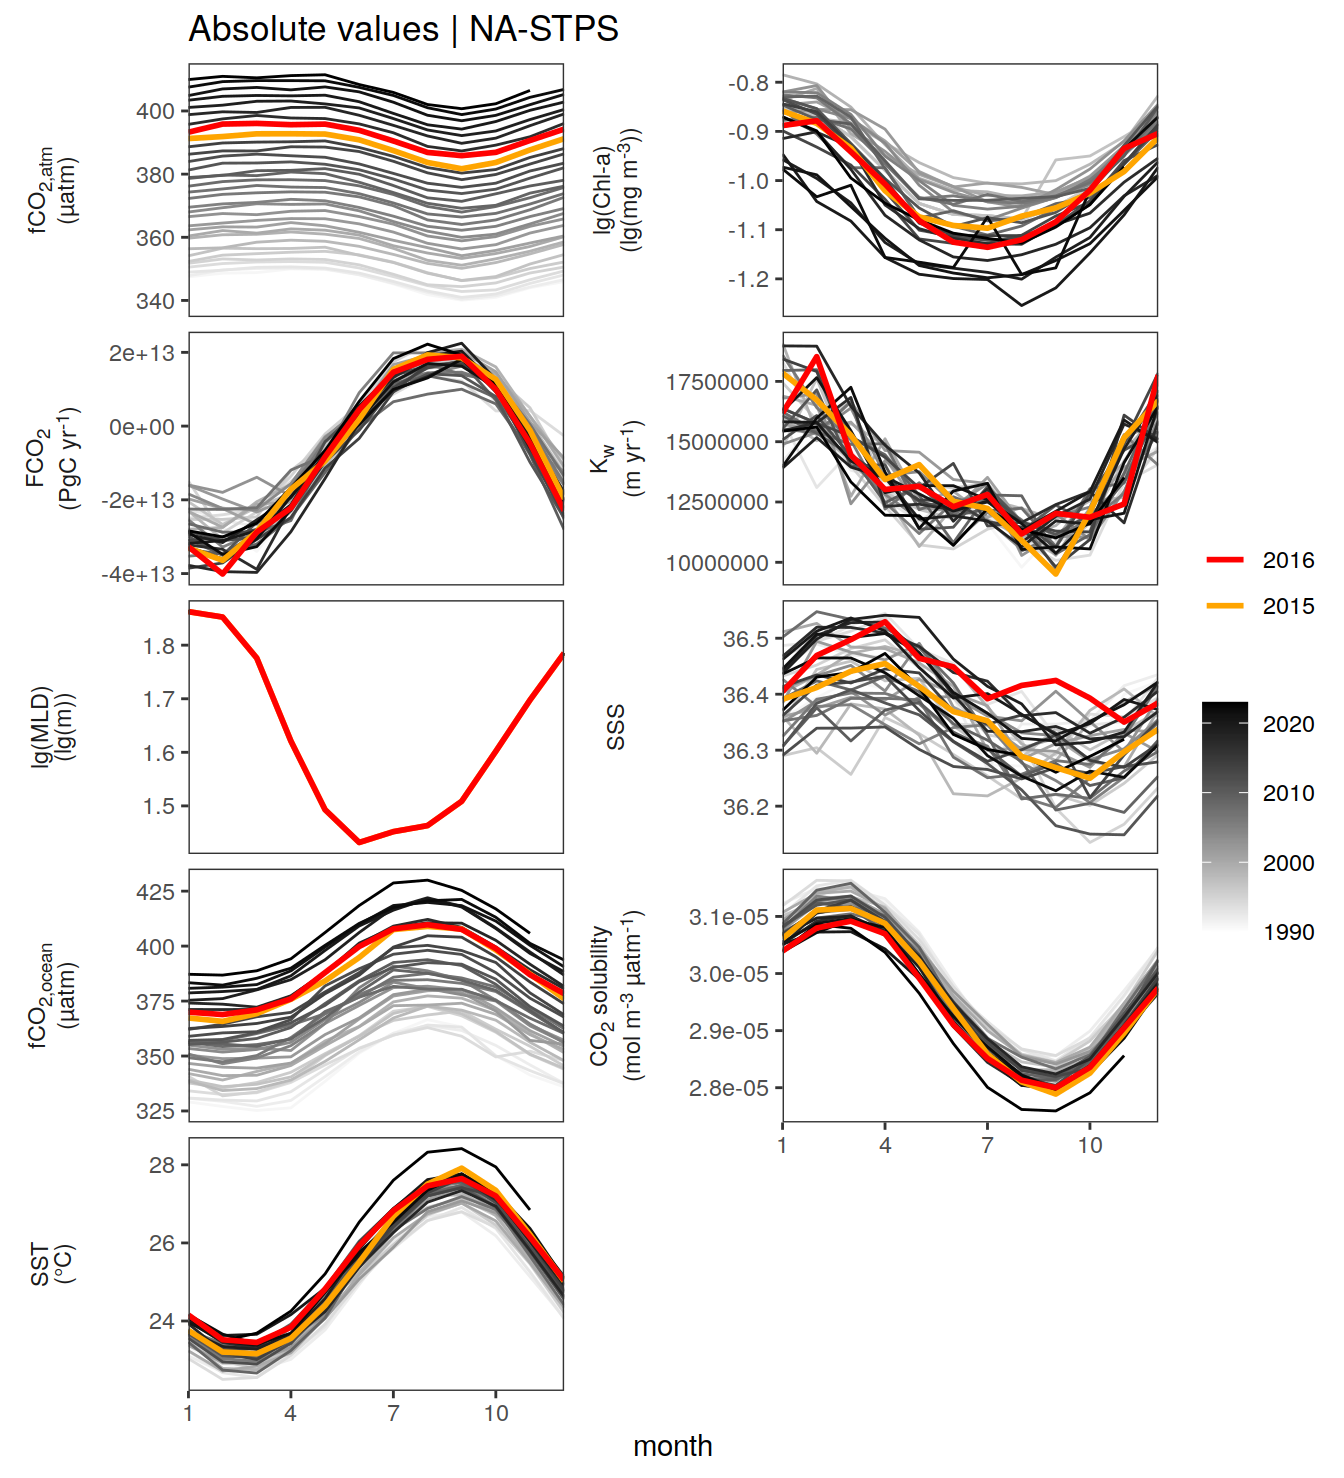 Absolute values | NA-STPS
fCO2,atm
(µatm)
400
380
360
340
lg(Chl-a)
(lg(mg m-3))
-0.8
-0.9
-1.0
-1.1
-1.2
FCO2
(PgC yr-1)
2e+13
0e+00
-2e+13
-4e+13
Kw
(m yr-1)
17500000
15000000
12500000
10000000
lg(MLD)
(lg(m))
1.8
1.7
1.6
1.5
SSS
36.5
36.4
36.3
36.2
fCO2,ocean
(µatm)
425
400
375
350
325
CO2 solubility
(mol m-3 µatm-1)
3.1e-05
3.0e-05
2.9e-05
2.8e-05
1 4 7 10
SST
(°C)
28
26
24
1 4 7 10
month
2016
2015
2020
2010
2000
1990